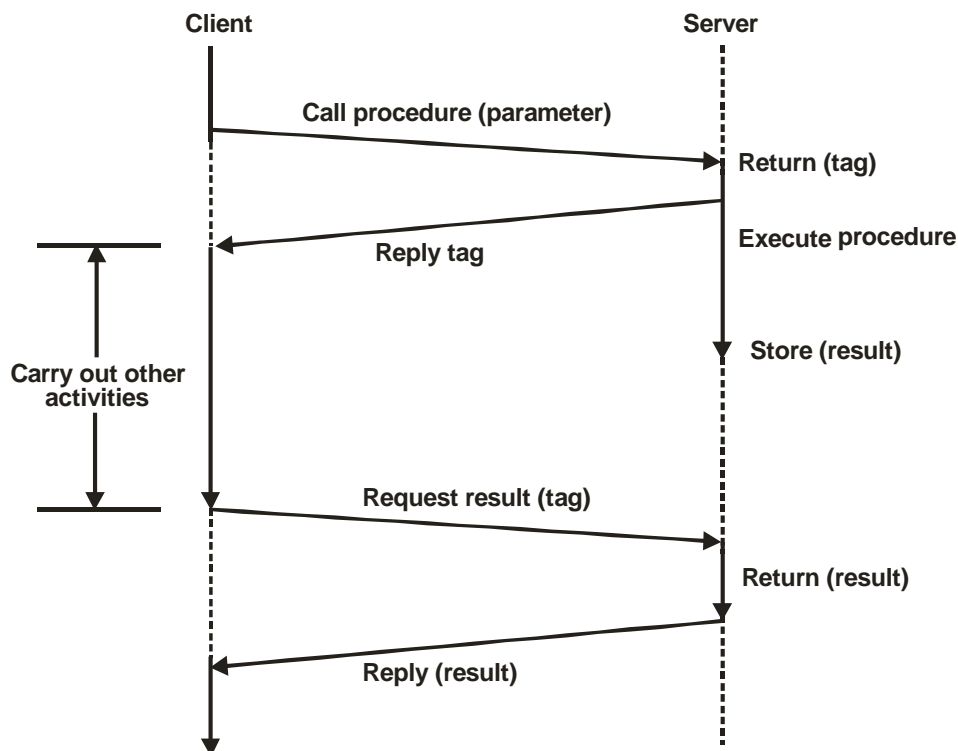 Client
Server
Call procedure (parameter)
Return (tag)
Reply tag
Execute procedure
Store (result)
Carry out other
activities
Request result (tag)
Return (result)
Reply (result)